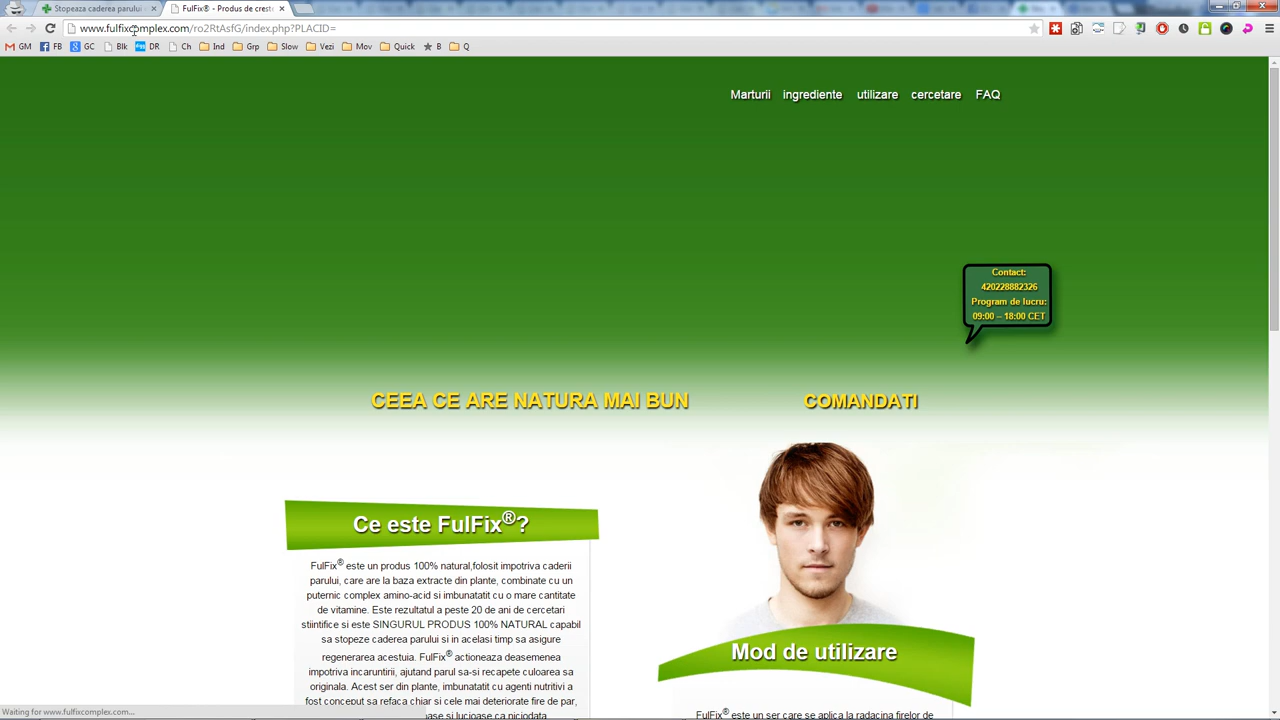 Stopeaza caderea parului
FulFix® - Produs de crest
www.fulfixcomplex.com/ro2RtAsfG/index.php?PLACID=
GM FB GC Blk DR Ch Ind Grp Slow Vezi Mov Quick B Q
Marturii ingrediente utilizare cercetare FAQ
Contact:
420228882326
Program de lucru:
09:00 – 18:00 CET
CEEA CE ARE NATURA MAI BUN
COMANDATI
Ce este FulFix®?
FulFix® este un produs 100% natural,folosit impotriva caderii
parului, care are la baza extracte din plante, combinate cu un
puternic complex amino-acid si imbunatatit cu o mare cantitate
de vitamine. Este rezultatul a peste 20 de ani de cercetari
stiintifice si este SINGURUL PRODUS 100% NATURAL capabil
sa stopeze caderea parului si in acelasi timp sa asigure
regenerarea acestuia. FulFix® actioneaza deasemenea
impotriva incaruntirii, ajutand parul sa-si recapete culoarea sa
originala. Acest ser din plante, imbunatatit cu agenti nutritivi a
fost conceput sa refaca chiar si cele mai deteriorate fire de par,
Mod de utilizare
FulFix® este un ser care se aplica la radacina firelor de
Waiting for www.fulfixcomplex.com...